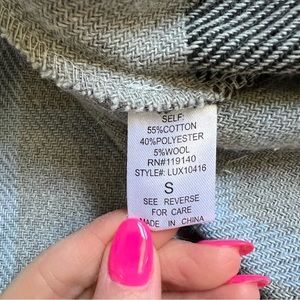 SELF:
55%COTTON
40%POLYESTER
5%WOOL
RN#119140
STYLE#: LUX10416
S
SEE REVERSE
FOR CARE
MADE IN CHINA